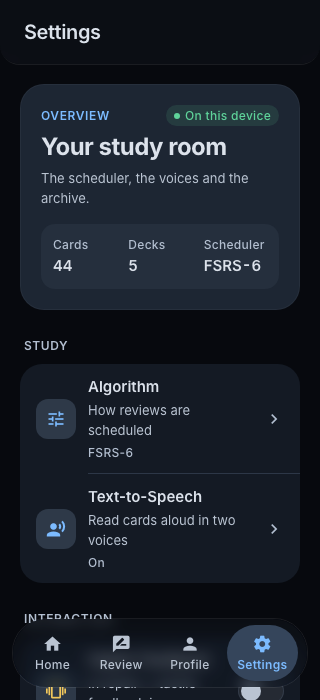 Settings
OVERVIEW
On this device
Your study room
The scheduler, the voices and the
archive.
Cards
Decks
Scheduler
44
5
FSRS-6
STUDY
Algorithm
How reviews are
scheduled
FSRS-6
Text-to-Speech
Read cards aloud in two
voices
On
INTERACTION
Home
Review
Profile
Settings